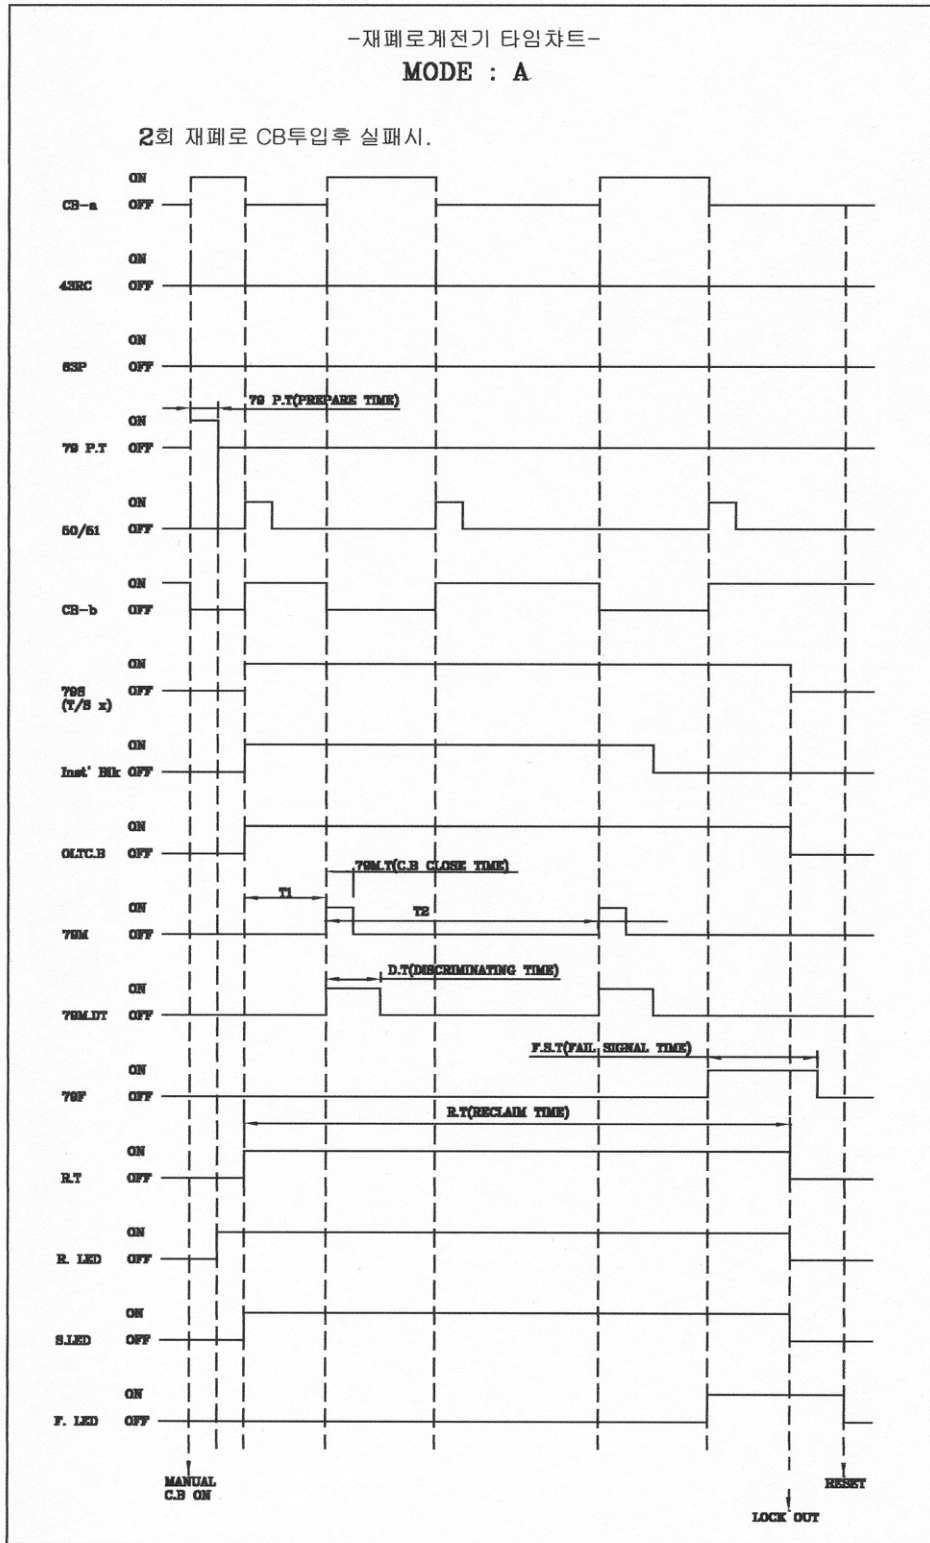 -재폐로계전기 타임챠트-
MODE : A
2회 재폐로 CB투입후 실패시.
ON
CB-a OFF
ON
43RC OFF
ON
63P OFF
79 P.T(PREPARE TIME)
ON
79 P.T OFF
ON
50/51 OFF
ON
CB-b OFF
ON
79S OFF
(T/S x)
ON
Inst' Blk OFF
ON
OLTC.B OFF
79M.T(C.B CLOSE TIME)
T1
ON
T2
79M OFF
D.T(DISCRIMINATING TIME)
ON
79M.DT OFF
F.S.T(FAIL SIGNAL TIME)
ON
79F OFF
R.T(RECLAIM TIME)
ON
R.T OFF
ON
R. LED OFF
ON
S.LED OFF
ON
F. LED OFF
MANUAL
C.B ON
RESET
LOCK OUT